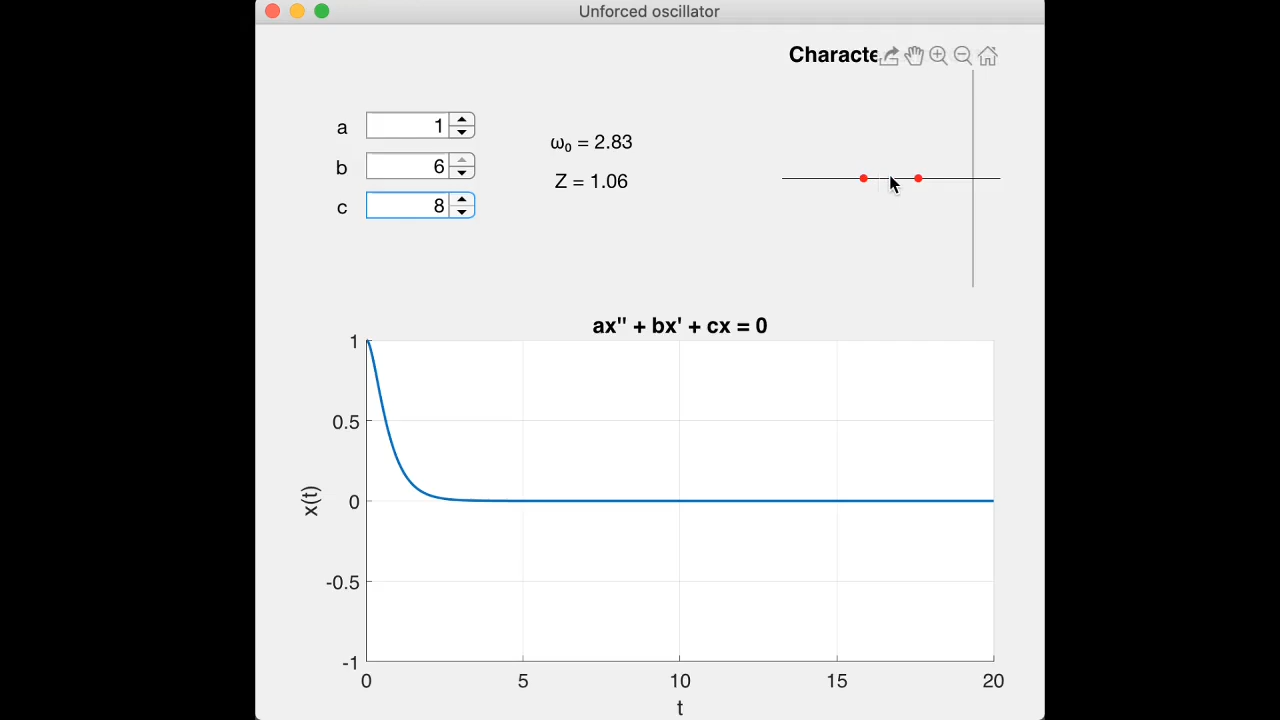 Unforced oscillator
Characte
a 1
b 6
c 8
ω₀ = 2.83
Z = 1.06
ax'' + bx' + cx = 0
x(t)
1
0.5
0
-0.5
-1
0 5 10 15 20
t